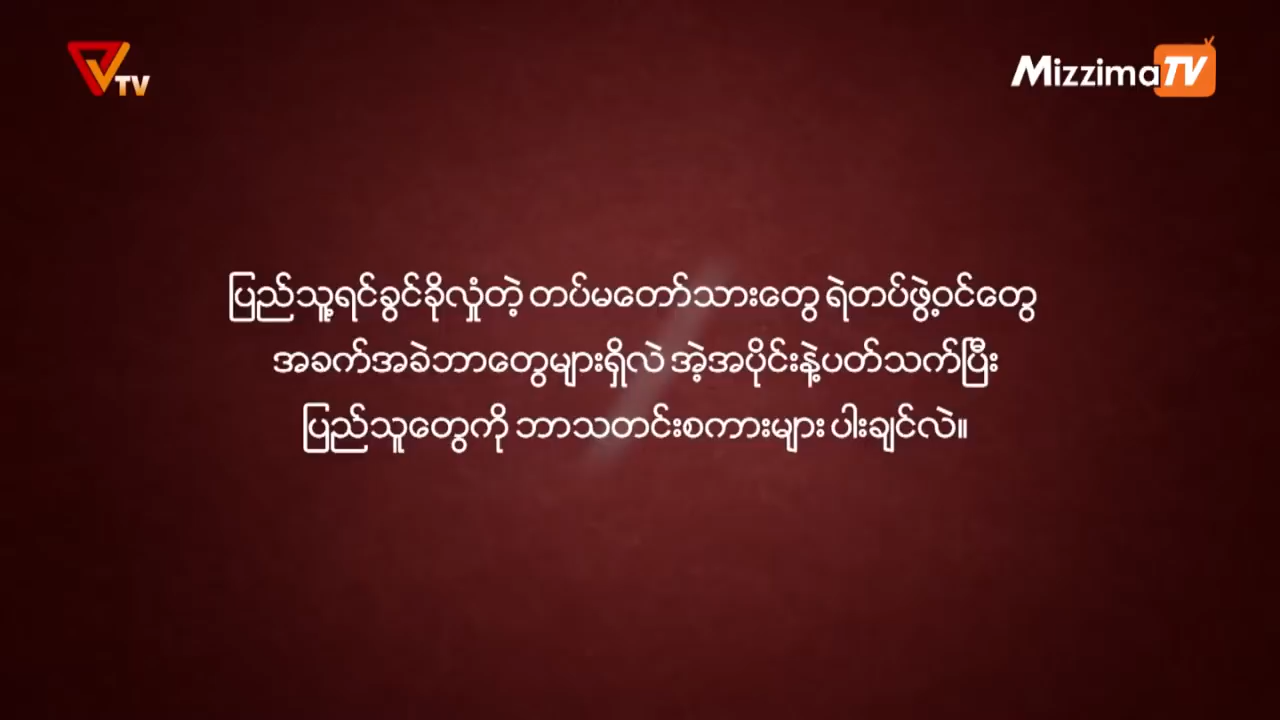 TV
MizzimaTV
ပြည်သူ့ရင်ခွင်ခိုလှုံတဲ့ တပ်မတော်သားတွေ ရဲတပ်ဖွဲ့ဝင်တွေ
အခက်အခဲဘာတွေများရှိလဲ အဲ့အပိုင်းနဲ့ပတ်သက်ပြီး
ပြည်သူတွေကို ဘာသတင်းစကားများ ပါးချင်လဲ။